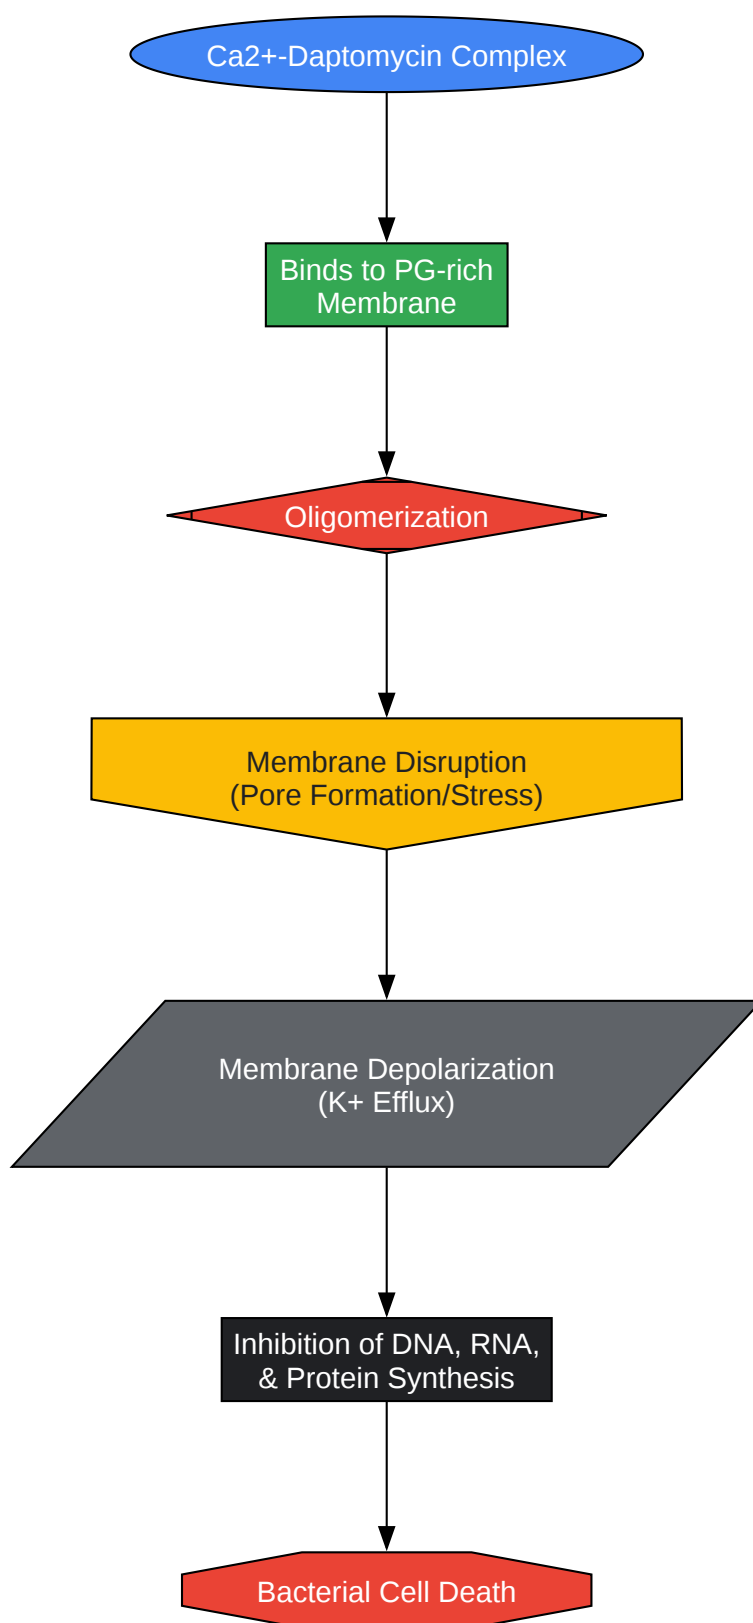 Ca2+-Daptomycin Complex
Binds to PG-rich
Membrane
Oligomerization
Membrane Disruption
(Pore Formation/Stress)
Membrane Depolarization
(K+ Efflux)
Inhibition of DNA, RNA,
& Protein Synthesis
Bacterial Cell Death